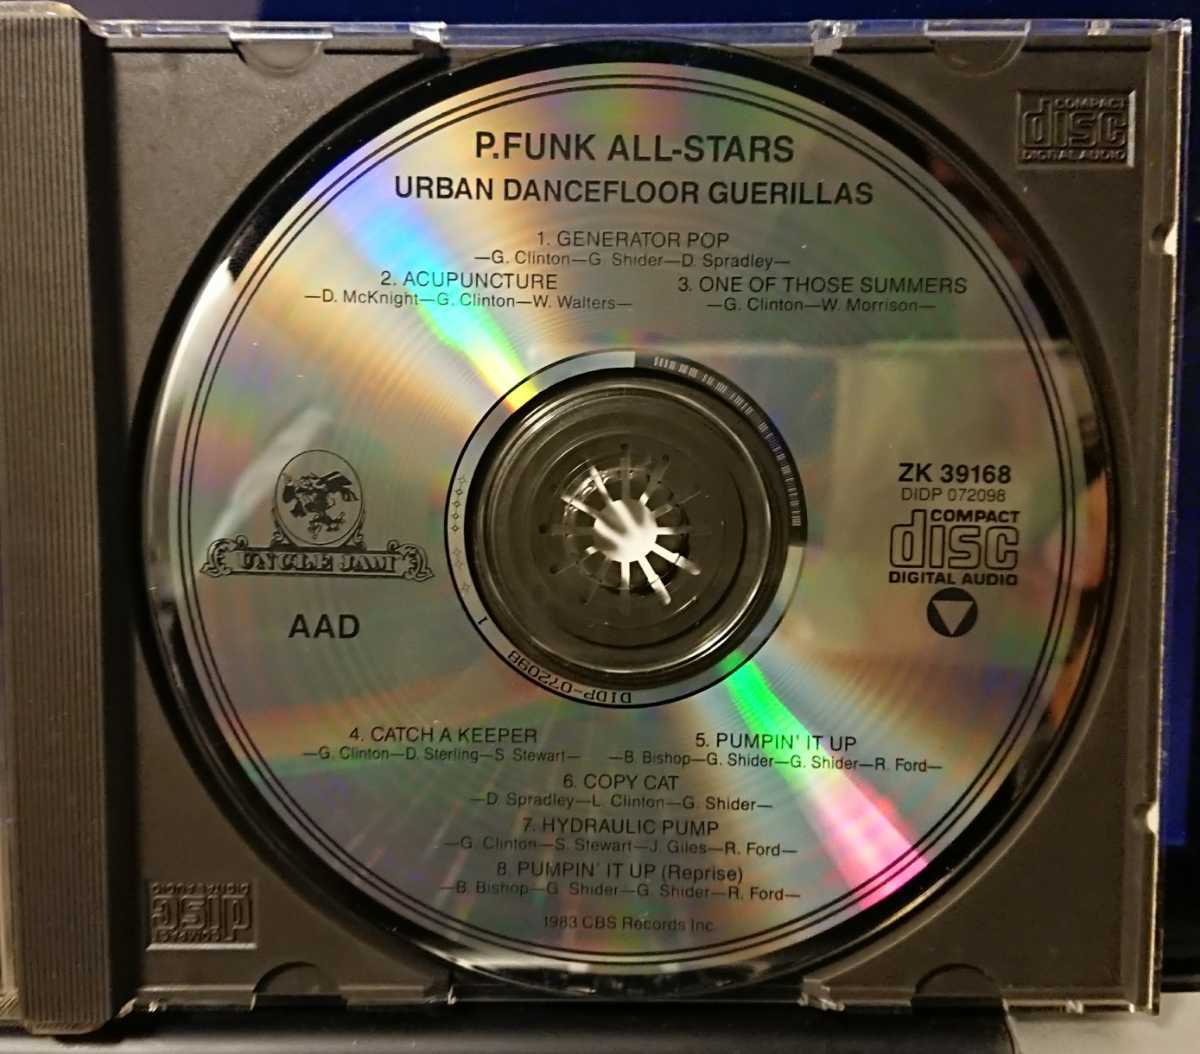 P.FUNK ALL-STARS
URBAN DANCEFLOOR GUERILLAS
1. GENERATOR POP
—G. Clinton—G. Shider—D. Spradley—
2. ACUPUNCTURE
—D. McKnight—G. Clinton—W. Walters—
3. ONE OF THOSE SUMMERS
—G. Clinton—W. Morrison—
COMPACT
disc
DIGITAL AUDIO
UNCLE JAM
AAD
ZK 39168
DIDP 072098
COMPACT
disc
DIGITAL AUDIO
1 DIDP-072098
4. CATCH A KEEPER
—G. Clinton—D. Sterling—S. Stewart—
5. PUMPIN' IT UP
—B. Bishop—G. Shider—G. Shider—R. Ford—
6. COPY CAT
—D. Spradley—L. Clinton—G. Shider—
7. HYDRAULIC PUMP
—G. Clinton—S. Stewart—J. Giles—R. Ford—
8. PUMPIN' IT UP (Reprise)
—B. Bishop—G. Shider—G. Shider—R. Ford—
1983 CBS Records Inc.
COMPACT
disc
DIGITAL AUDIO